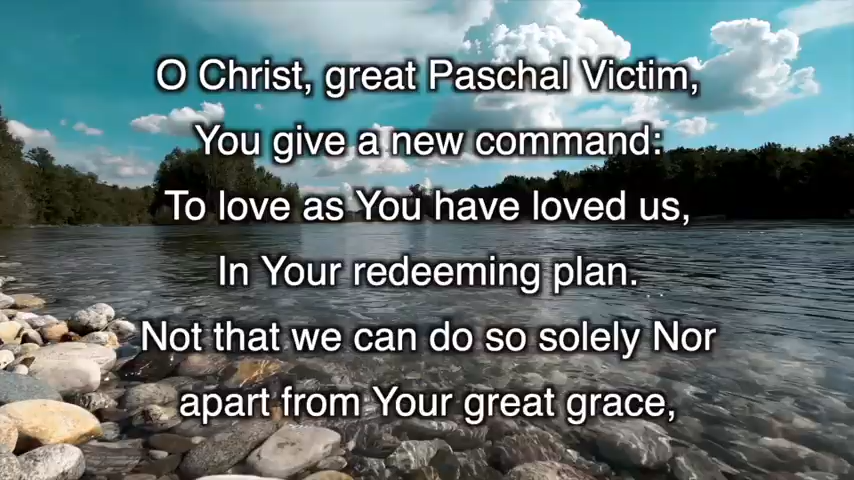 O Christ, great Paschal Victim,
You give a new command:
To love as You have loved us,
In Your redeeming plan.
Not that we can do so solely Nor
apart from Your great grace,